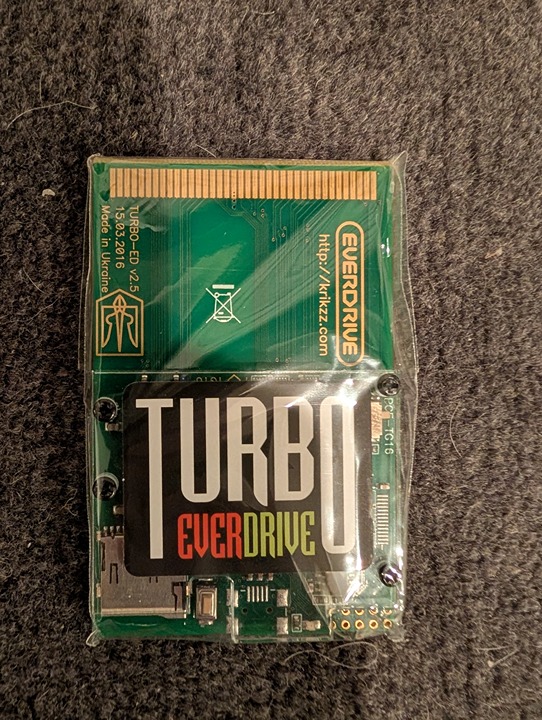 TURBO-ED v2.5
15.03.2016
Made in Ukraine
EVERDRIVE
http://krikzz.com
TURBO
EVERDRIVE